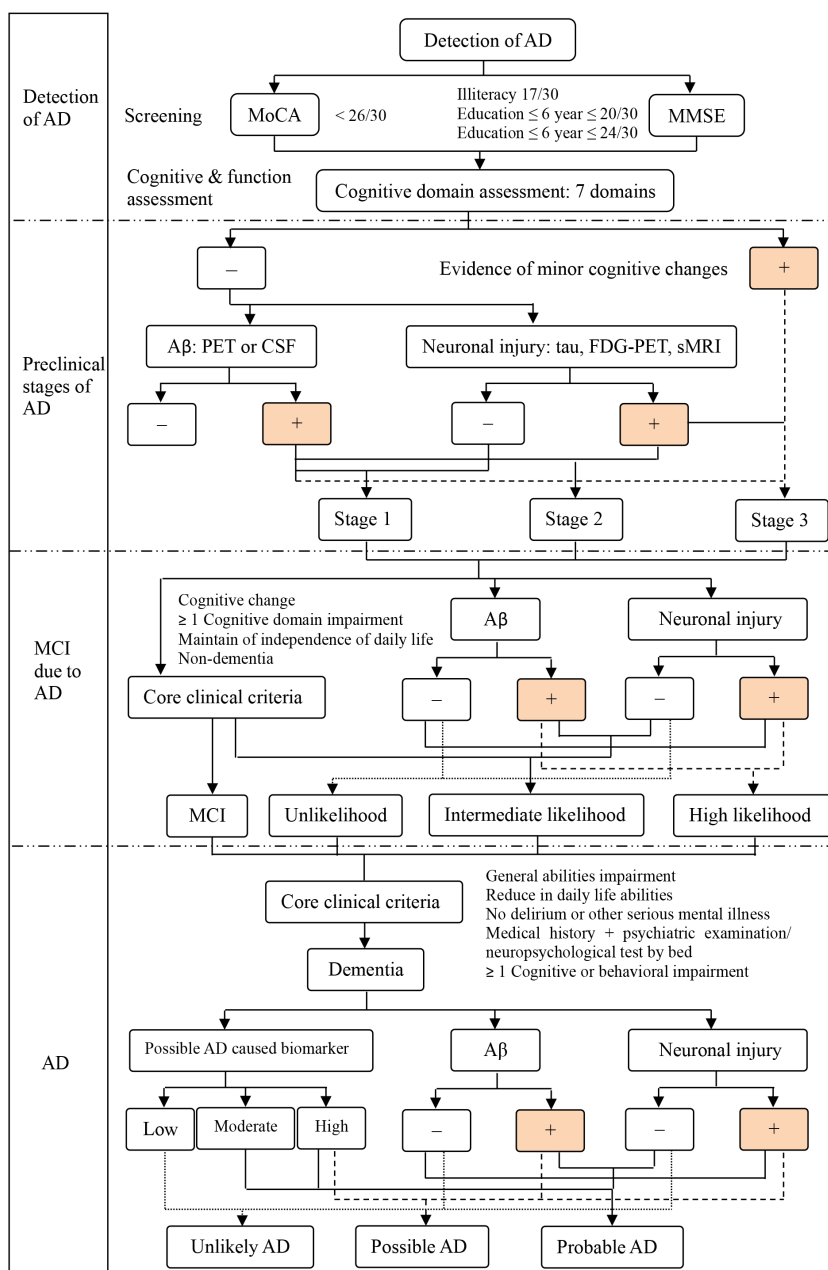 Detection of AD
Detection
of AD
Screening
MoCA
< 26/30
Illiteracy 17/30
Education ≤ 6 year ≤ 20/30
Education ≤ 6 year ≤ 24/30
MMSE
Cognitive & function
assessment
Cognitive domain assessment: 7 domains
Preclinical
stages of
AD
–
Evidence of minor cognitive changes
+
Aβ: PET or CSF
Neuronal injury: tau, FDG-PET, sMRI
–
+
–
+
Stage 1
Stage 2
Stage 3
MCI
due to
AD
Cognitive change
≥ 1 Cognitive domain impairment
Maintain of independence of daily life
Non-dementia
Aβ
Neuronal injury
Core clinical criteria
–
+
–
+
MCI
Unlikelihood
Intermediate likelihood
High likelihood
AD
Core clinical criteria
General abilities impairment
Reduce in daily life abilities
No delirium or other serious mental illness
Medical history + psychiatric examination/
neuropsychological test by bed
≥ 1 Cognitive or behavioral impairment
Dementia
Possible AD caused biomarker
Aβ
Neuronal injury
Low
Moderate
High
–
+
–
+
Unlikely AD
Possible AD
Probable AD